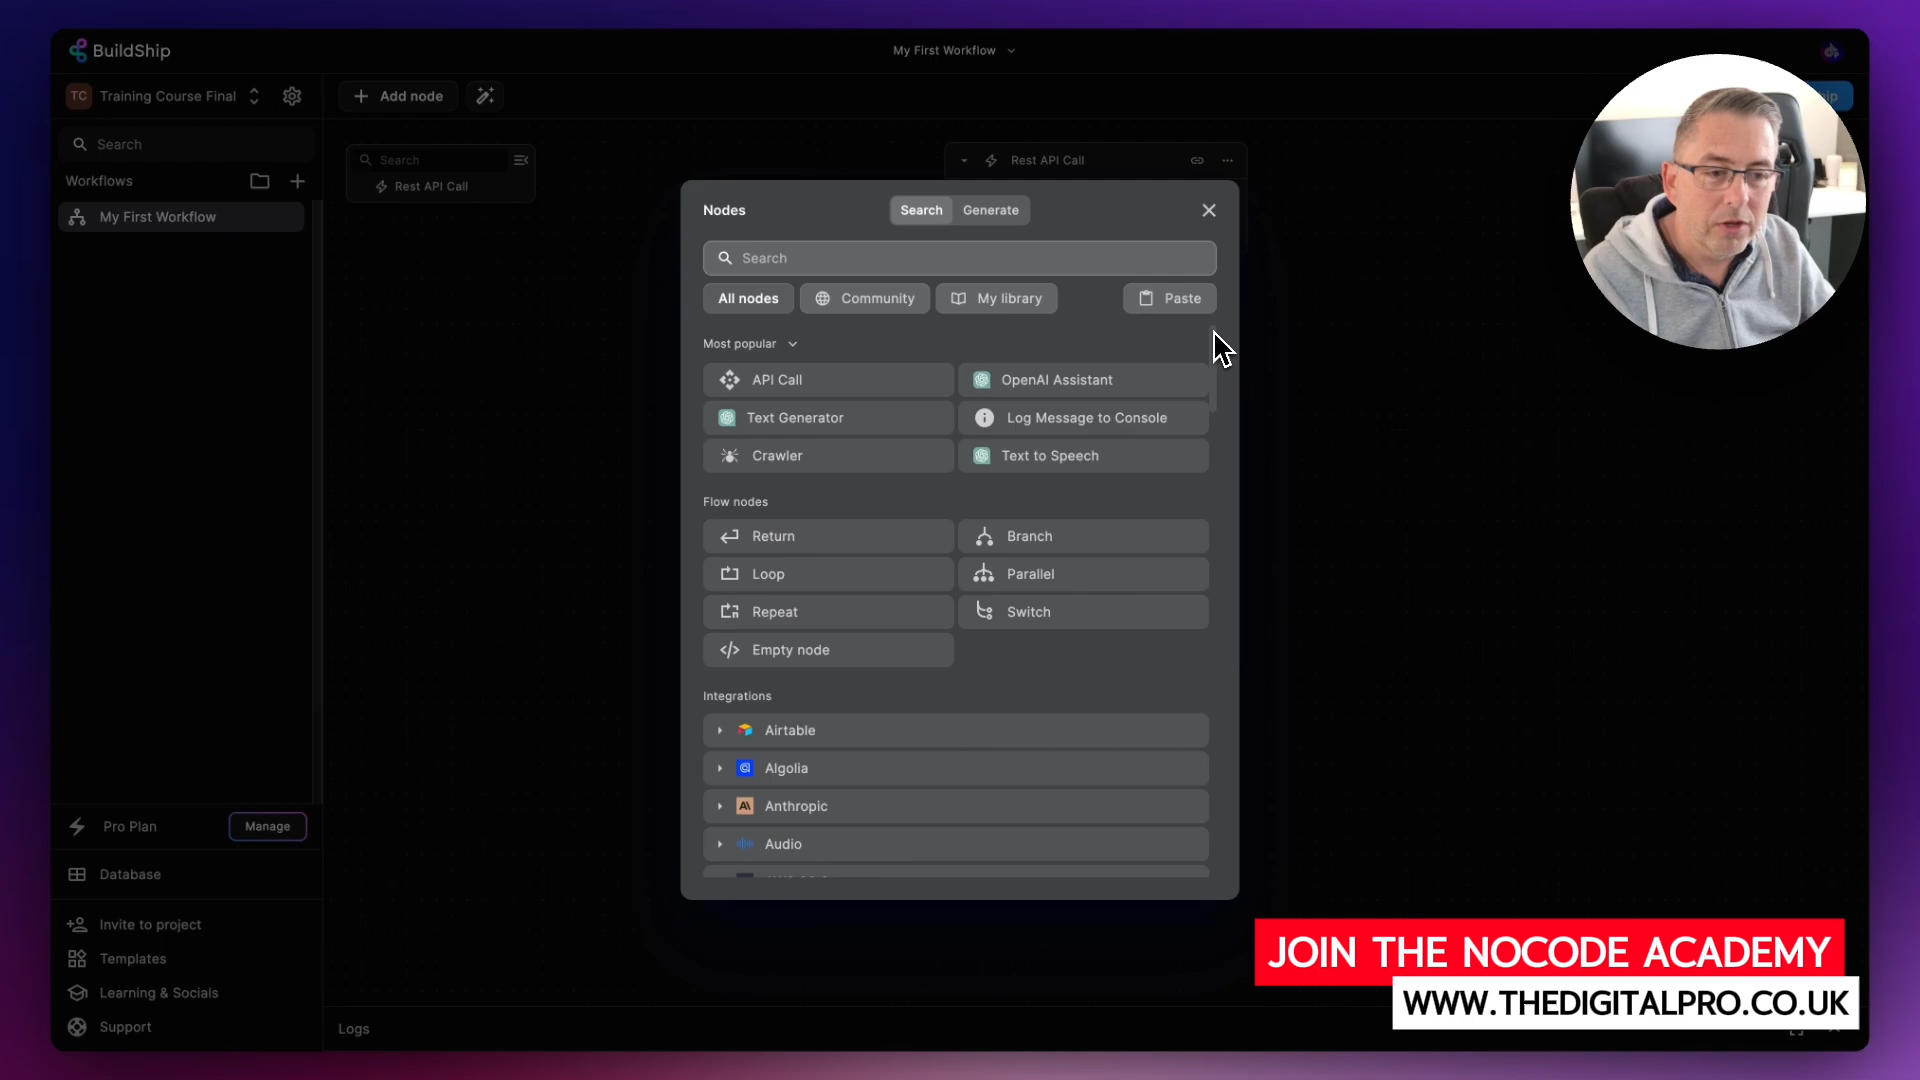 BuildShip
My First Workflow
TC Training Course Final
Add node
Search
Search
Rest API Call
Workflows
Rest API Call
My First Workflow
Nodes
Search Generate
Search
All nodes Community My library Paste
Most popular
API Call OpenAI Assistant
Text Generator Log Message to Console
Crawler Text to Speech
Flow nodes
Return Branch
Loop Parallel
Repeat Switch
Empty node
Integrations
Airtable
Algolia
Anthropic
Audio
Pro Plan Manage
Database
Invite to project
Templates
Learning & Socials
Support
Logs
JOIN THE NOCODE ACADEMY
WWW.THEDIGITALPRO.CO.UK